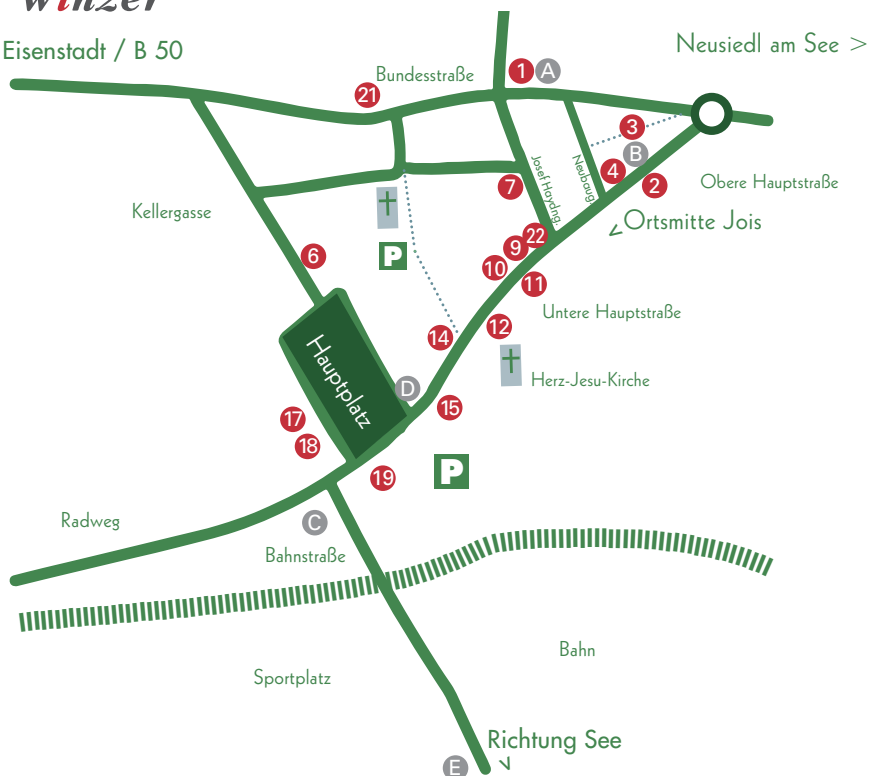 winzer
Eisenstadt / B 50
Neusiedl am See >
Bundesstraße
1 A
21
3
B
4
2
Josef Haydng.
Neubaug.
7
Obere Hauptstraße
Kellergasse
Ortsmitte Jois
22
9
P
6
10
11
Untere Hauptstraße
12
14
Hauptplatz
Herz-Jesu-Kirche
D
15
17
18
P
19
Radweg
C
Bahnstraße
Bahn
Sportplatz
Richtung See
E